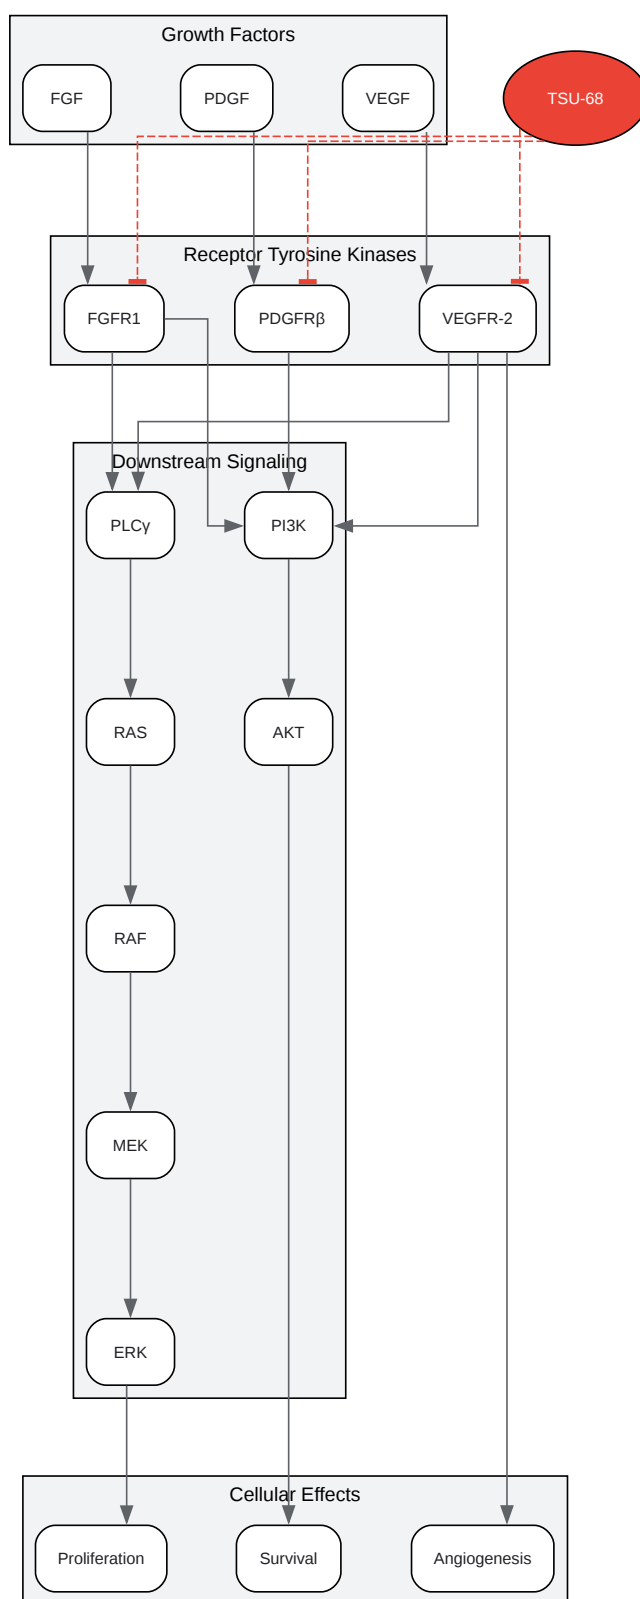 Growth Factors
FGF
PDGF
VEGF
TSU-68
Receptor Tyrosine Kinases
FGFR1
PDGFRβ
VEGFR-2
Downstream Signaling
PLCγ
PI3K
RAS
AKT
RAF
MEK
ERK
Cellular Effects
Proliferation
Survival
Angiogenesis